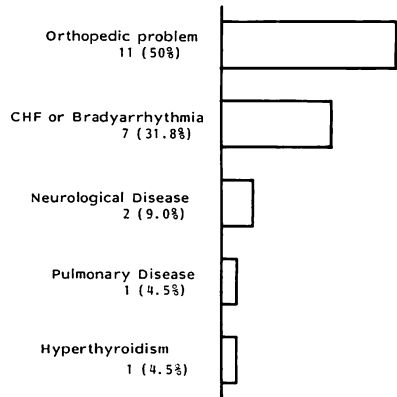 Orthopedic problem
11 (50%)
CHF or Bradyarrhythmia
7 (31.8%)
Neurological Disease
2 (9.0%)
Pulmonary Disease
1 (4.5%)
Hyperthyroidism
1 (4.5%)